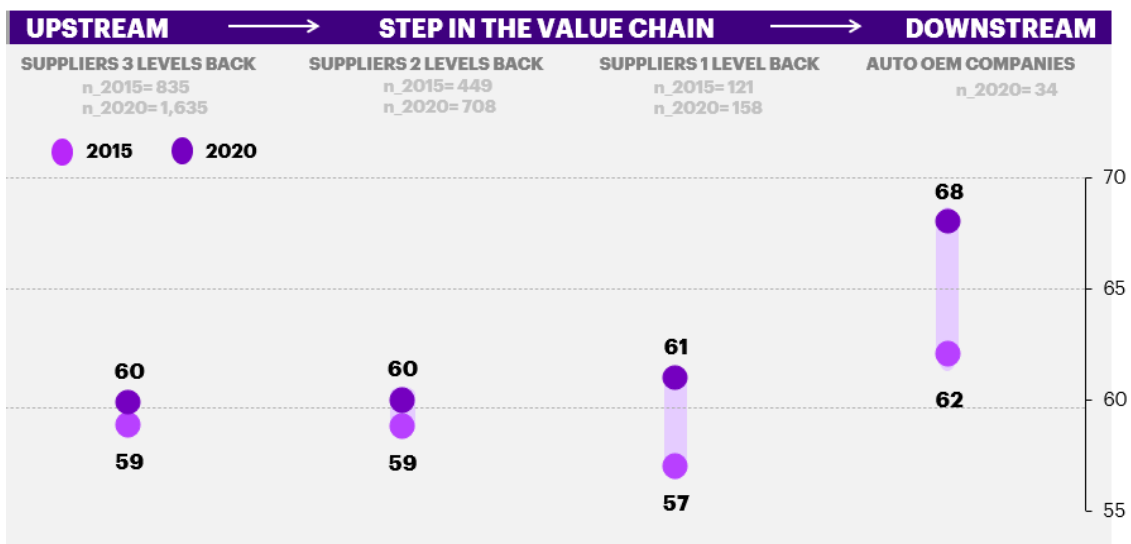 UPSTREAM → STEP IN THE VALUE CHAIN → DOWNSTREAM
SUPPLIERS 3 LEVELS BACK SUPPLIERS 2 LEVELS BACK SUPPLIERS 1 LEVEL BACK AUTO OEM COMPANIES
n_2015= 835 n_2015= 449 n_2015= 121 n_2020= 34
n_2020= 1,635 n_2020= 708 n_2020= 158
2015 2020
70
68
65
61
60 60
60
62
59 59
57
55